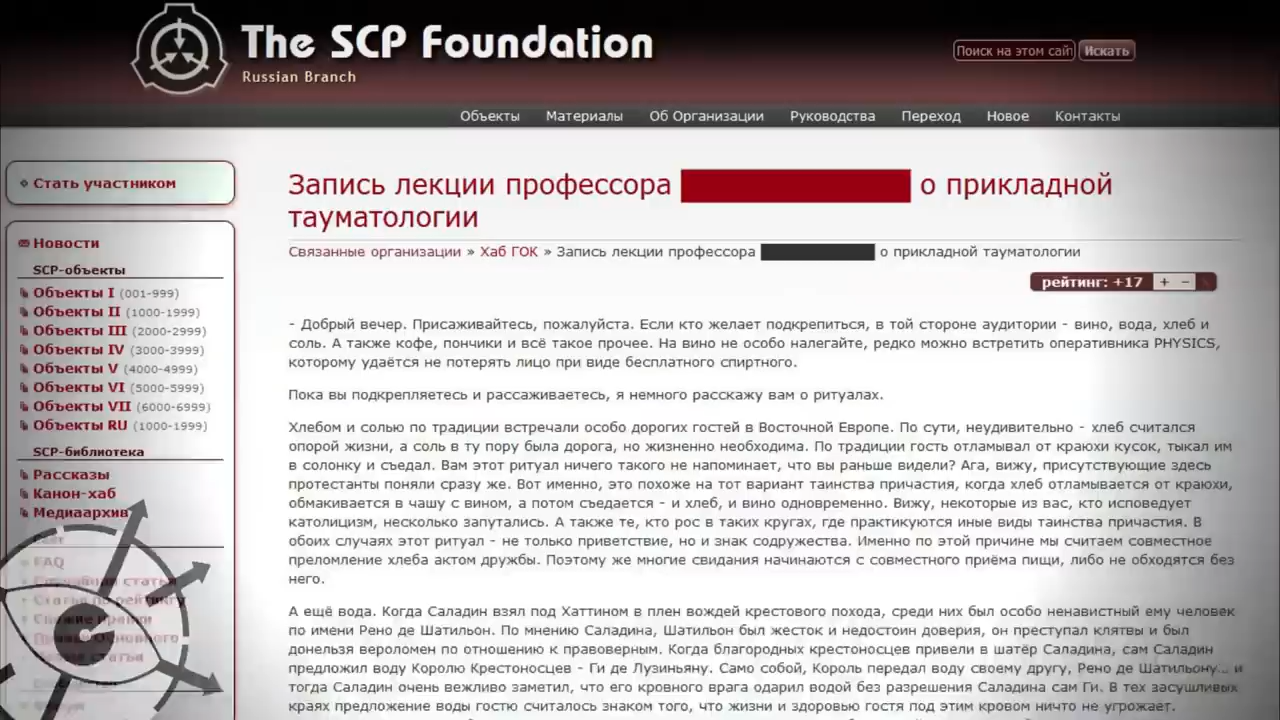 The SCP Foundation
Russian Branch
Поиск на этом сайт
Искать
Объекты Материалы Об Организации Руководства Переход Новое Контакты
Стать участником
Новости
SCP-объекты
Объекты I (001-999)
Объекты II (1000-1999)
Объекты III (2000-2999)
Объекты IV (3000-3999)
Объекты V (4000-4999)
Объекты VI (5000-5999)
Объекты VII (6000-6999)
Объекты RU (1000-1999)
SCP-библиотека
Рассказы
Канон-хаб
Медиаархив
FAQ
Случайная статья
Статьи по рейтингу
Свежие правки
Запись лекции профессора о прикладной
тауматологии
Связанные организации » Хаб ГОК » Запись лекции профессора о прикладной тауматологии
рейтинг: +17 + –
- Добрый вечер. Присаживайтесь, пожалуйста. Если кто желает подкрепиться, в той стороне аудитории - вино, вода, хлеб и
соль. А также кофе, пончики и всё такое прочее. На вино не особо налегайте, редко можно встретить оперативника PHYSICS,
которому удаётся не потерять лицо при виде бесплатного спиртного.
Пока вы подкрепляетесь и рассаживаетесь, я немного расскажу вам о ритуалах.
Хлебом и солью по традиции встречали особо дорогих гостей в Восточной Европе. По сути, неудивительно - хлеб считался
опорой жизни, а соль в ту пору была дорога, но жизненно необходима. По традиции гость отламывал от краюхи кусок, тыкал им
в солонку и съедал. Вам этот ритуал ничего такого не напоминает, что вы раньше видели? Ага, вижу, присутствующие здесь
протестанты поняли сразу же. Вот именно, это похоже на тот вариант таинства причастия, когда хлеб отламывается от краюхи,
обмакивается в чашу с вином, а потом съедается - и хлеб, и вино одновременно. Вижу, некоторые из вас, кто исповедует
католицизм, несколько запутались. А также те, кто рос в таких кругах, где практикуются иные виды таинства причастия. В
обоих случаях этот ритуал - не только приветствие, но и знак содружества. Именно по этой причине мы считаем совместное
преломление хлеба актом дружбы. Поэтому же многие свидания начинаются с совместного приёма пищи, либо не обходятся без
него.
А ещё вода. Когда Саладин взял под Хаттином в плен вождей крестового похода, среди них был особо ненавистный ему человек
по имени Рено де Шатильон. По мнению Саладина, Шатильон был жесток и недостоин доверия, он преступал клятвы и был
донельзя вероломен по отношению к правоверным. Когда благородных крестоносцев привели в шатёр Саладина, сам Саладин
предложил воду Королю Крестоносцев - Ги де Лузиньяну. Само собой, Король передал воду своему другу, Рено де Шатильону... и
тогда Саладин очень вежливо заметил, что его кровного врага одарил водой без разрешения Саладина сам Ги. В тех засушливых
краях предложение воды гостю считалось знаком того, что жизни и здоровью гостя под этим кровом ничто не угрожает.